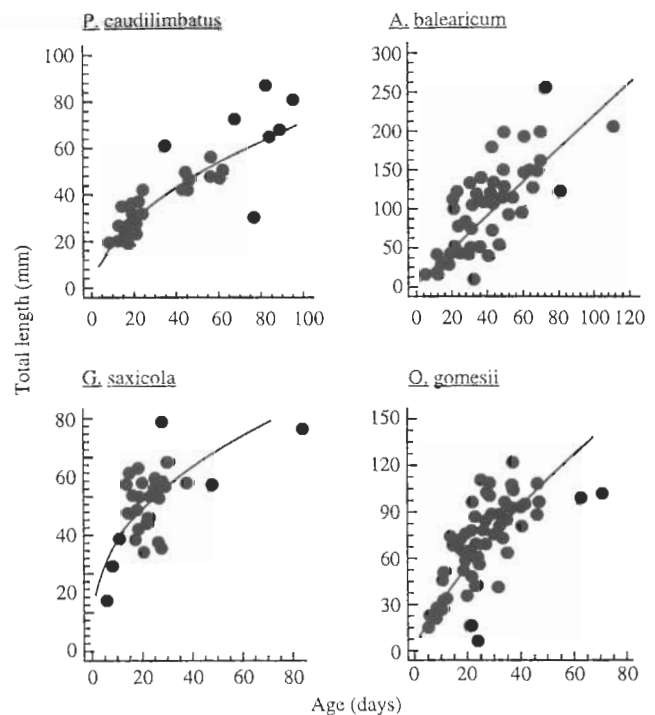 P. caudilimbatus
A. balearicum
100
80
60
40
20
0
0 20 40 60 80 100
300
250
200
150
100
50
0
0 20 40 60 80 100 120
Total length (mm)
G. saxicola
O. gomesii
80
60
40
20
0
0 20 40 60 80
150
120
90
60
30
0
0 20 40 60 80
Age (days)